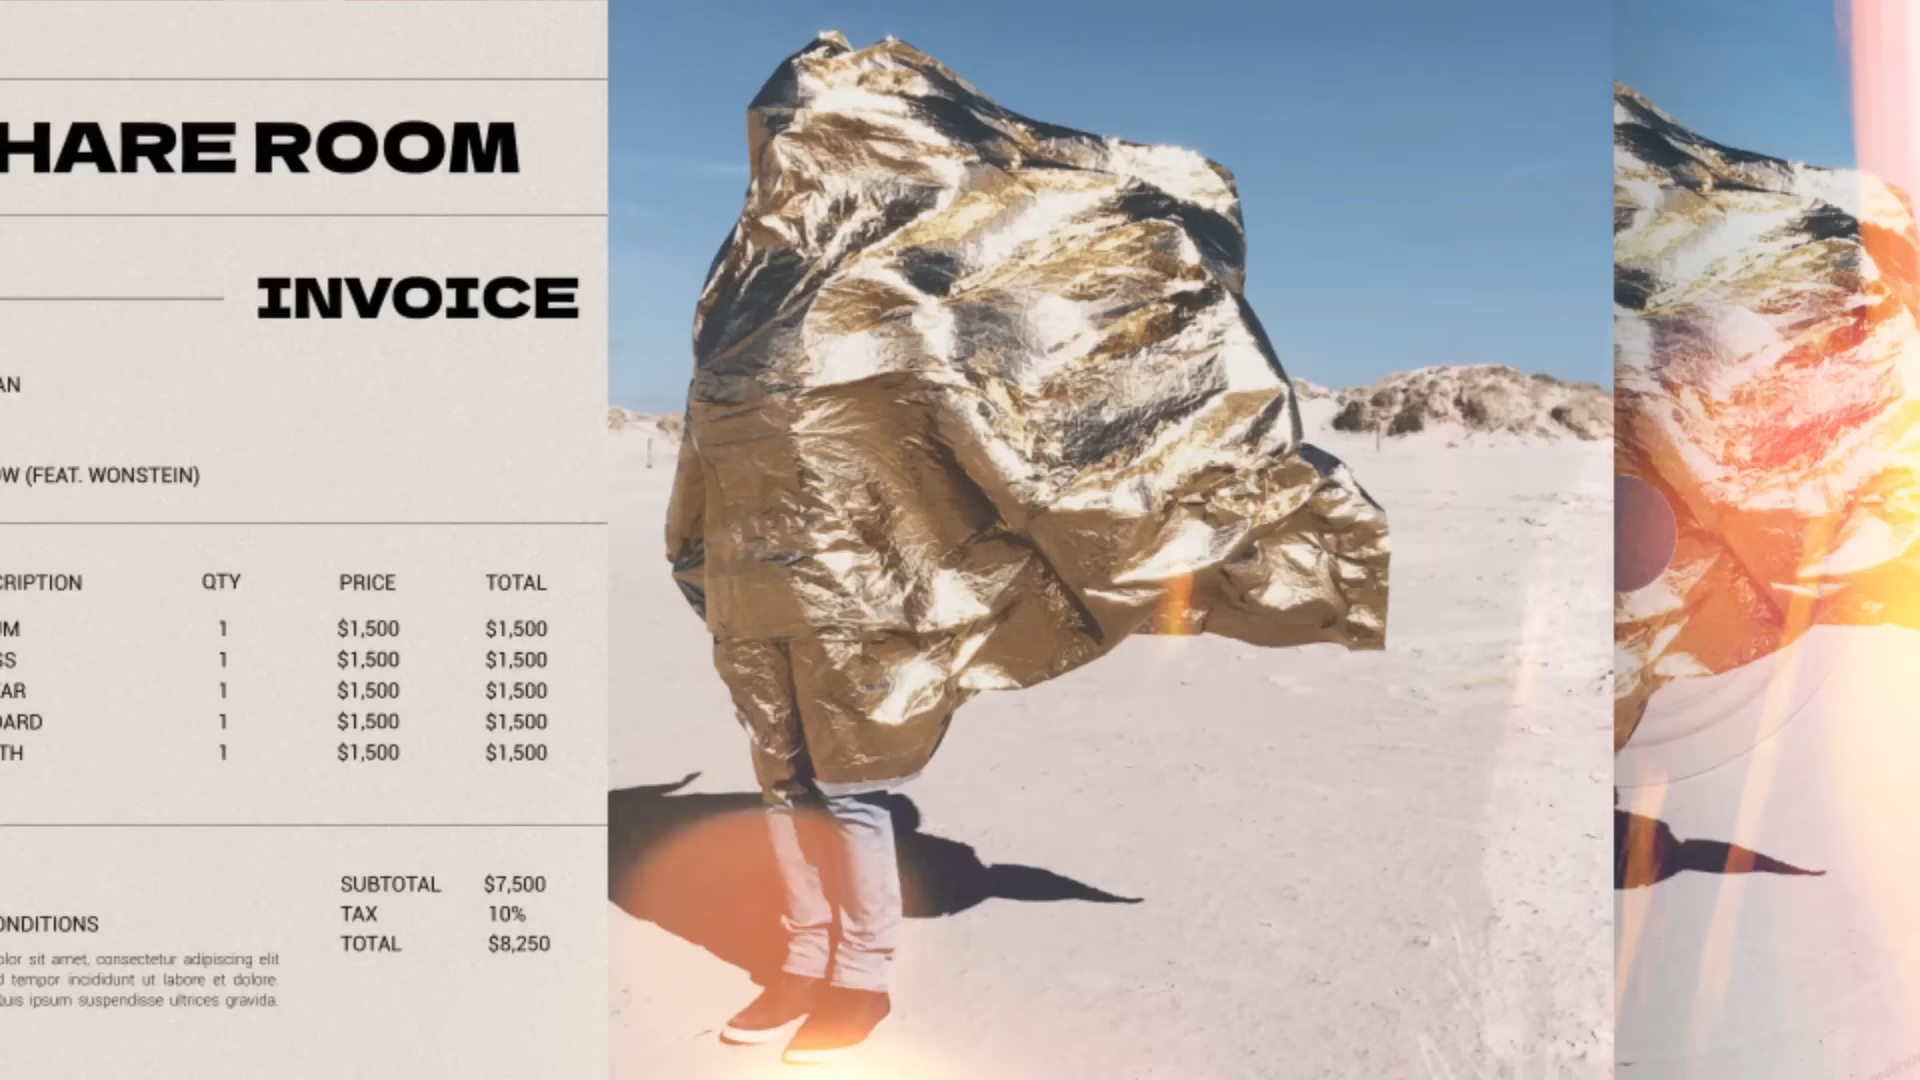 HARE ROOM
INVOICE
AN
OW (FEAT. WONSTEIN)
CRIPTION QTY PRICE TOTAL
UM 1 $1,500 $1,500
SS 1 $1,500 $1,500
EAR 1 $1,500 $1,500
OARD 1 $1,500 $1,500
TH 1 $1,500 $1,500
SUBTOTAL $7,500
TAX 10%
TOTAL $8,250
ONDITIONS
olor sit amet, consectetur adipiscing elit
d tempor incididunt ut labore et dolore.
Quis ipsum suspendisse ultrices gravida.